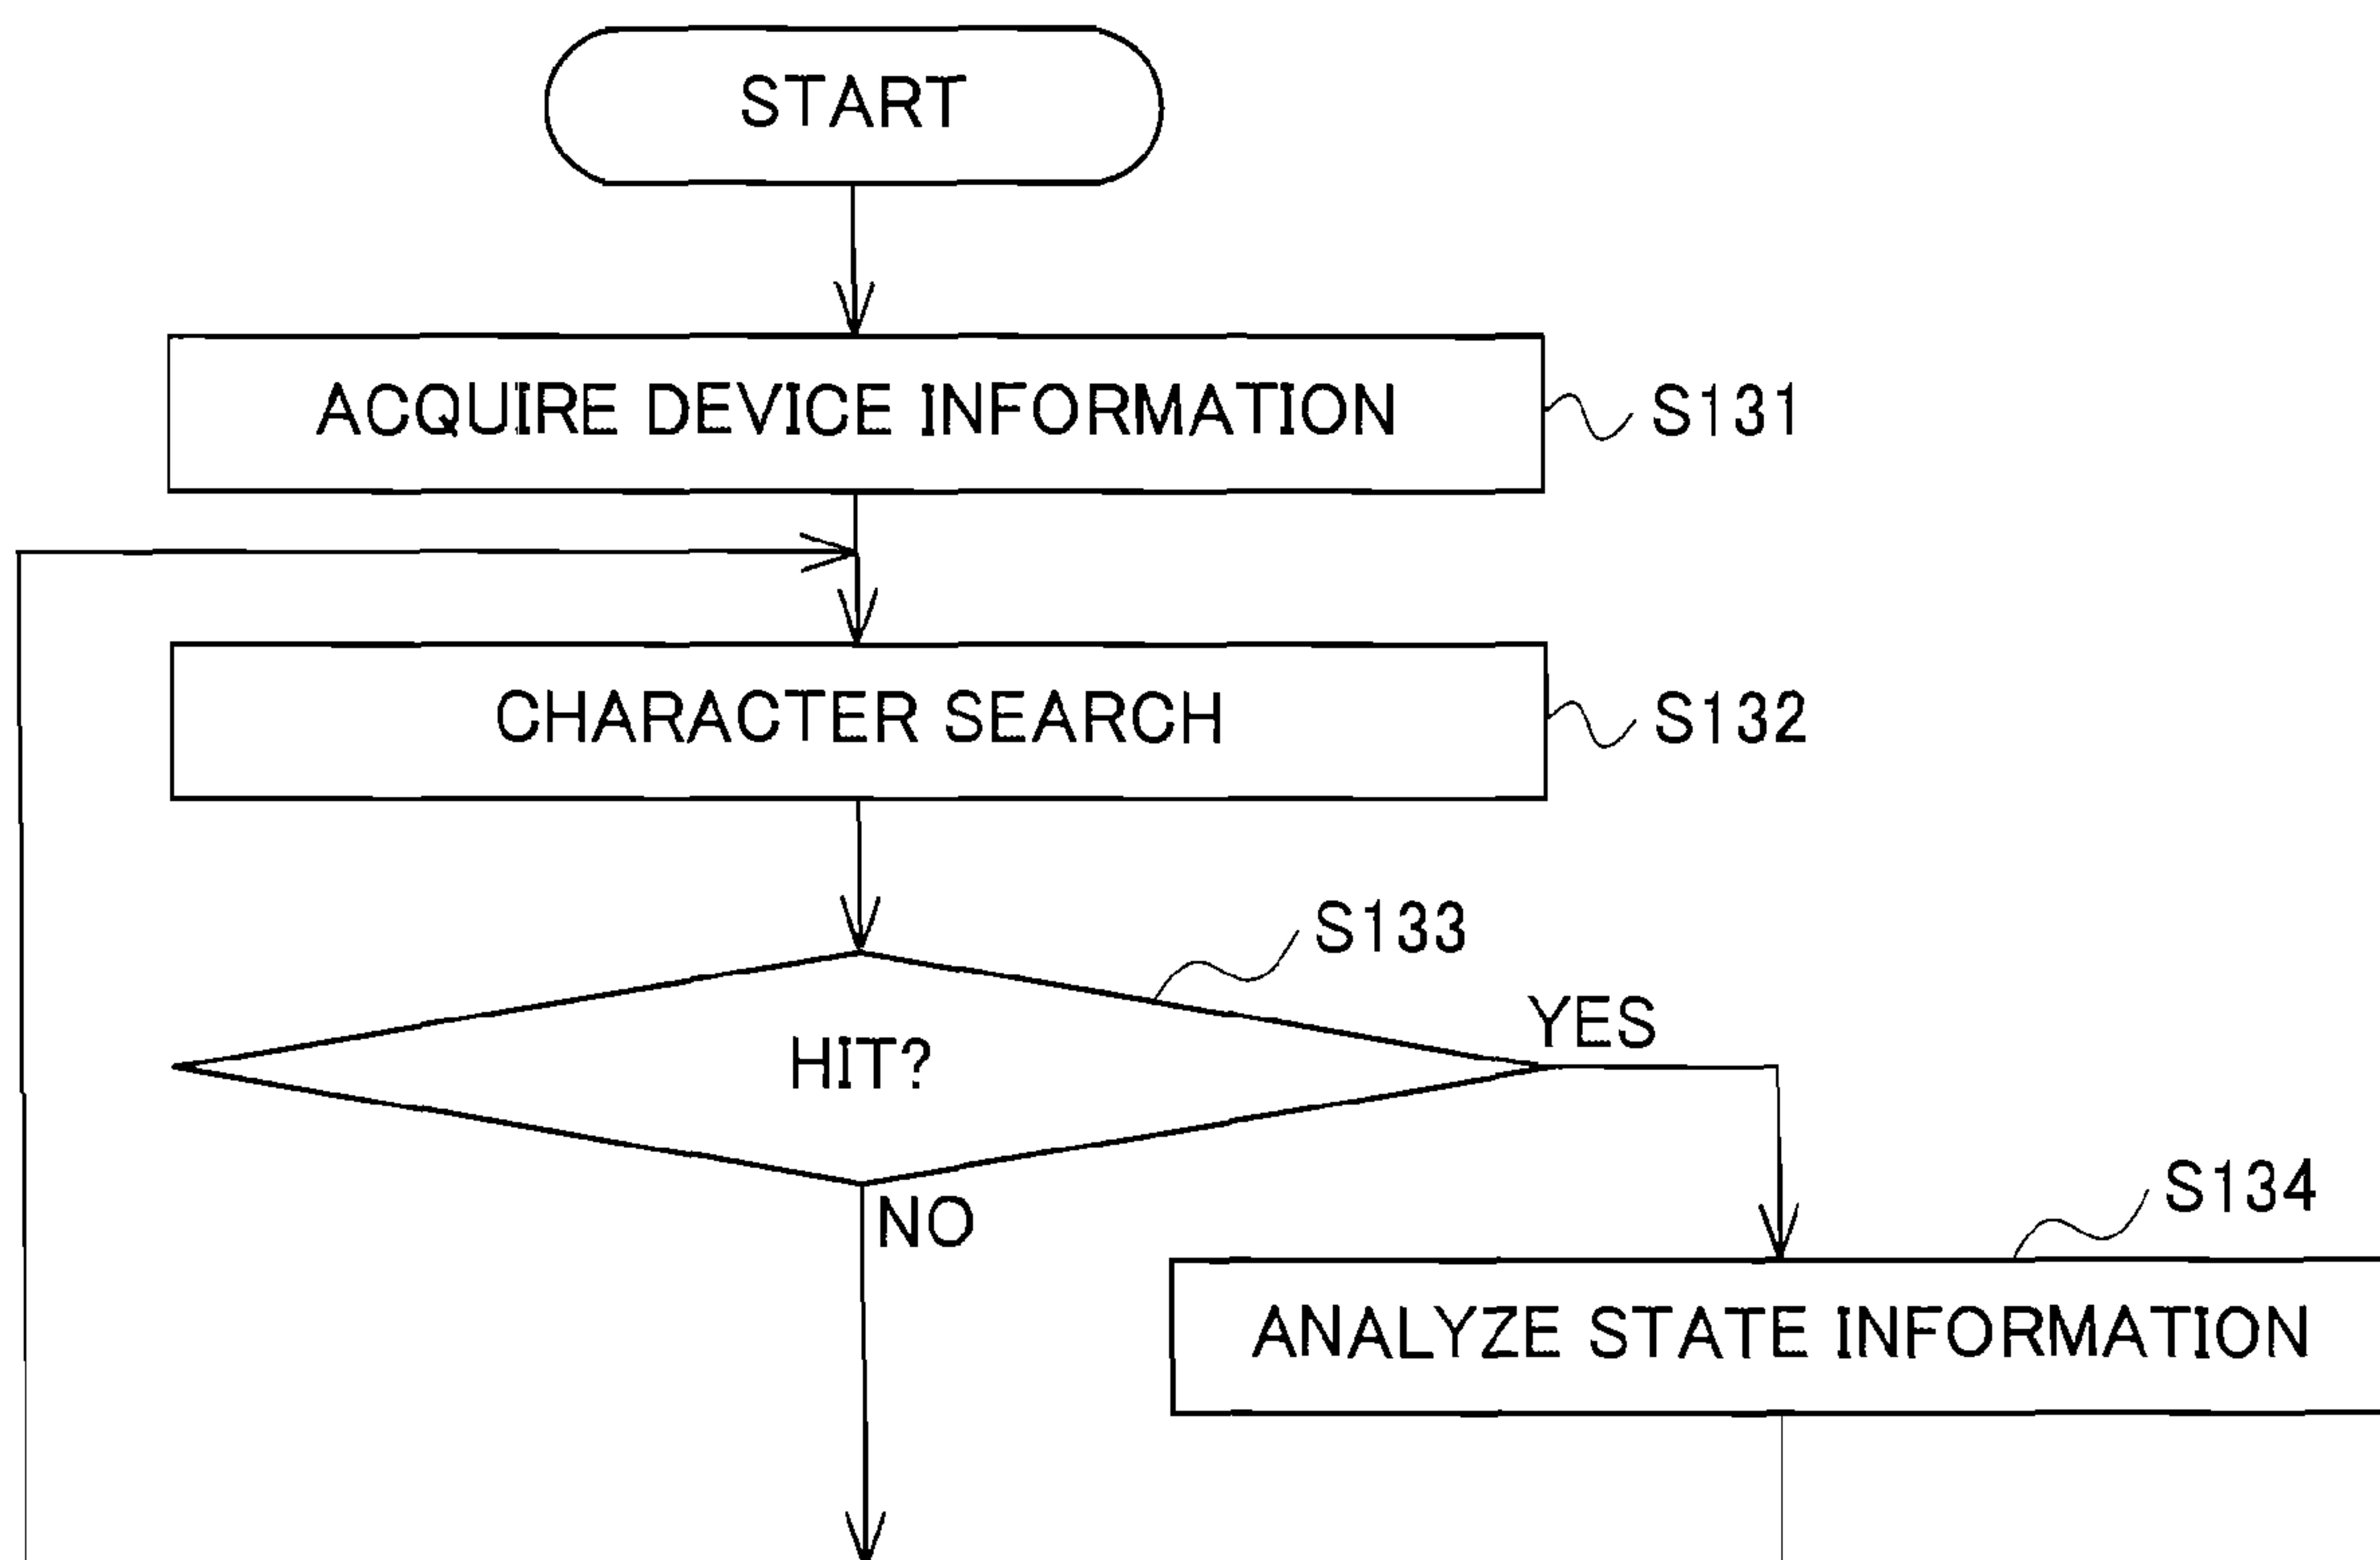 START
ACQUIRE DEVICE INFORMATION
S131
CHARACTER SEARCH
S132
S133
HIT?
YES
NO
S134
ANALYZE STATE INFORMATION